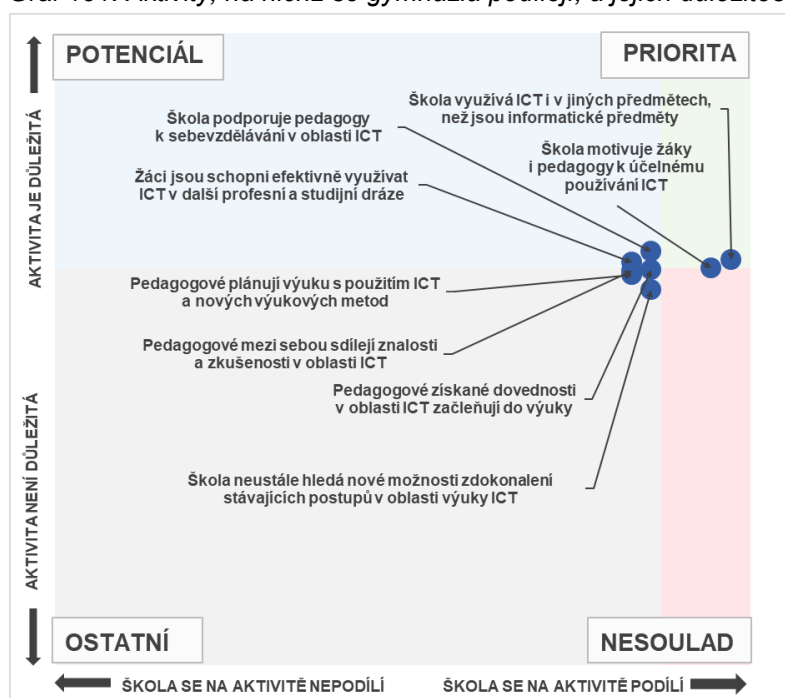 POTENCIÁL
PRIORITA
Škola podporuje pedagogy
k sebevzdělávání v oblasti ICT
Škola využívá ICT i v jiných předmětech,
než jsou informatické předměty
Škola motivuje žáky
i pedagogy k účelnému
používání ICT
Žáci jsou schopni efektivně využívat
ICT v další profesní a studijní dráze
AKTIVITA JE DŮLEŽITÁ
Pedagogové plánují výuku s použitím ICT
a nových výukových metod
Pedagogové mezi sebou sdílejí znalosti
a zkušenosti v oblasti ICT
Pedagogové získané dovednosti
v oblasti ICT začleňují do výuky
Škola neustále hledá nové možnosti zdokonalení
stávajících postupů v oblasti výuky ICT
AKTIVITA NENÍ DŮLEŽITÁ
OSTATNÍ
NESOULAD
ŠKOLA SE NA AKTIVITĚ NEPODÍLÍ
ŠKOLA SE NA AKTIVITĚ PODÍLÍ